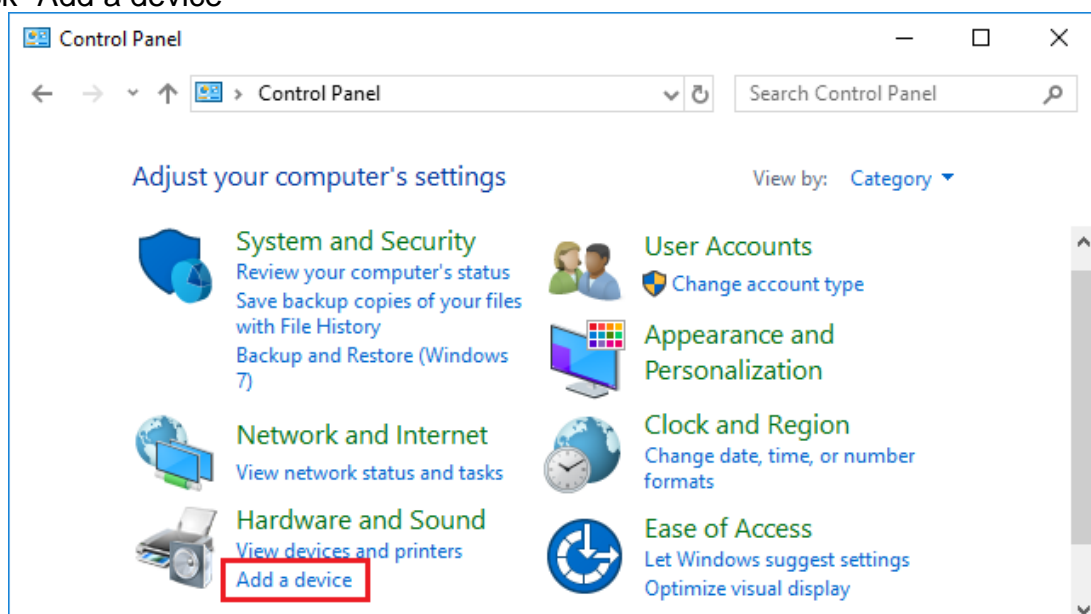 "Add a device"
Control Panel
Control Panel
Search Control Panel
Adjust your computer's settings
View by: Category
System and Security
Review your computer's status
Save backup copies of your files
with File History
Backup and Restore (Windows
7)
Network and Internet
View network status and tasks
Hardware and Sound
View devices and printers
Add a device
User Accounts
Change account type
Appearance and
Personalization
Clock and Region
Change date, time, or number
formats
Ease of Access
Let Windows suggest settings
Optimize visual display